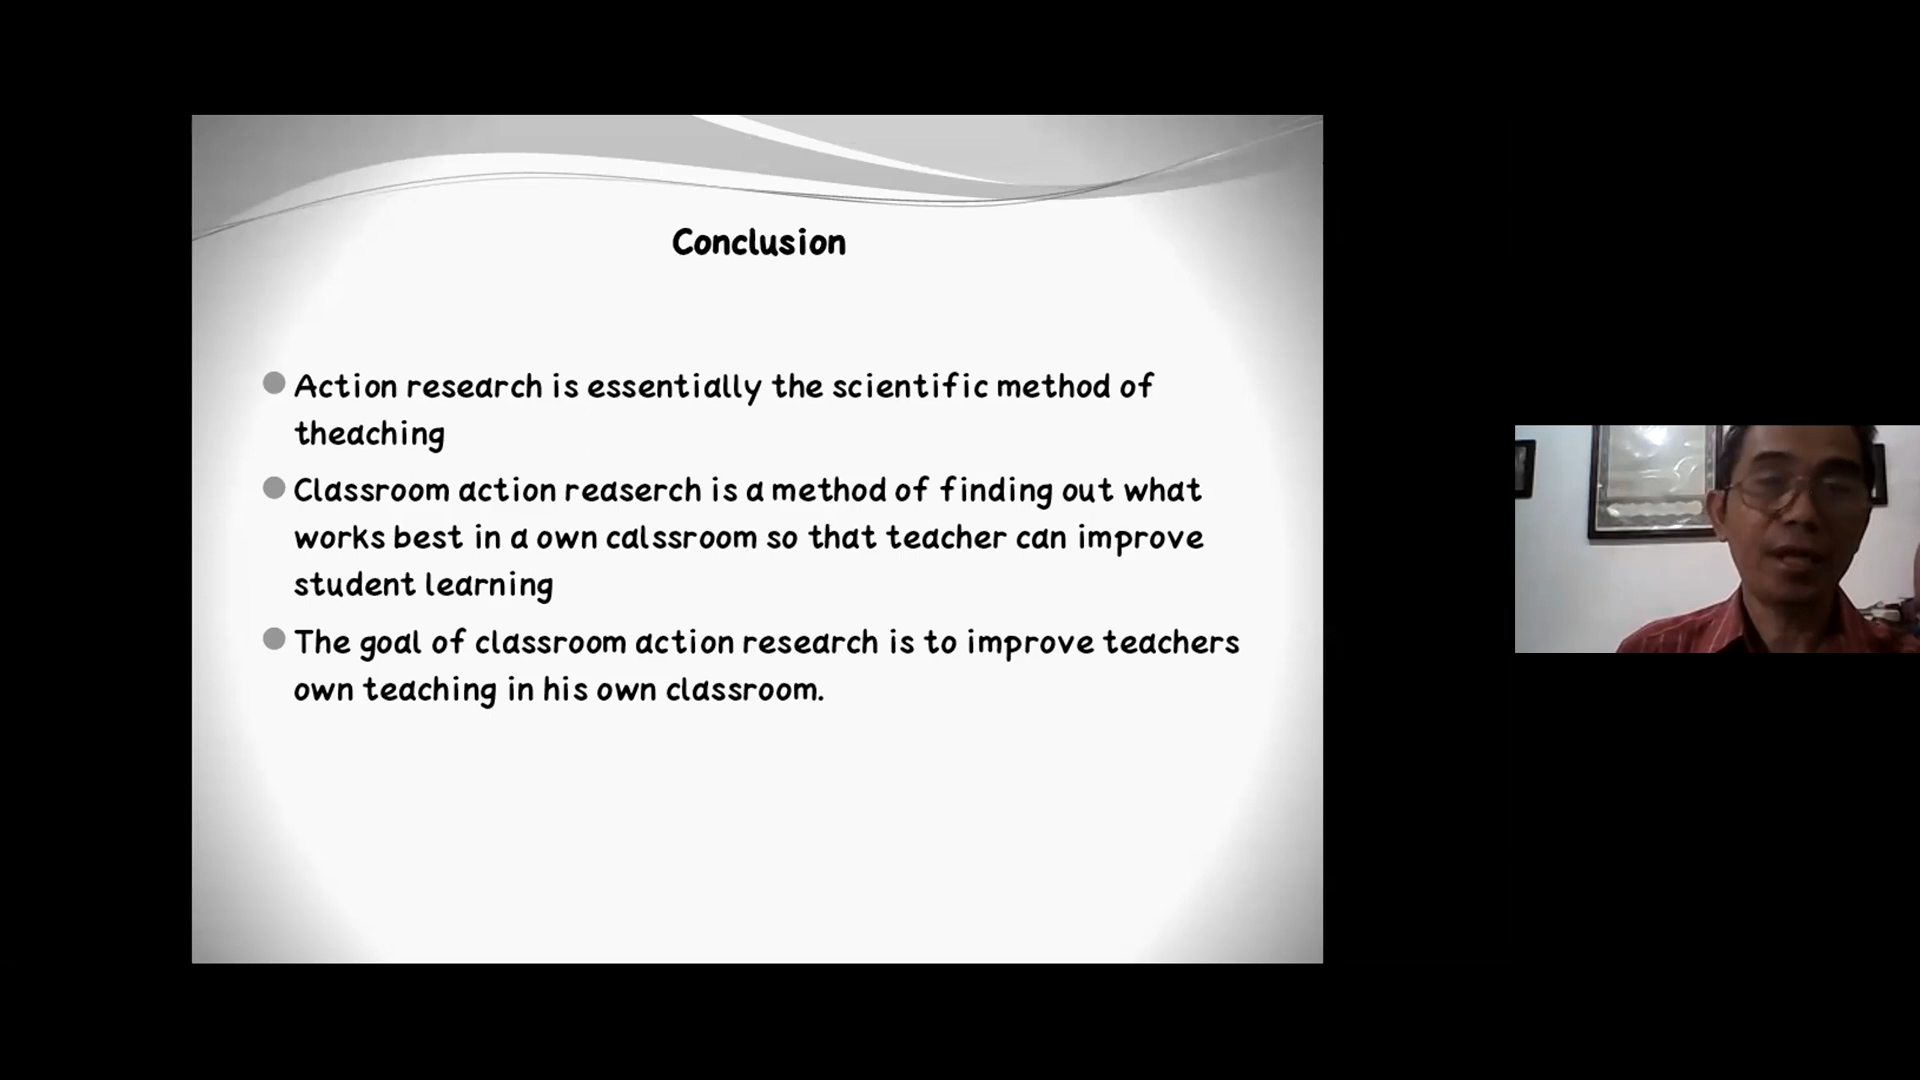 Conclusion
Action research is essentially the scientific method of
theaching
Classroom action reaserch is a method of finding out what
works best in a own calssroom so that teacher can improve
student learning
The goal of classroom action research is to improve teachers
own teaching in his own classroom.